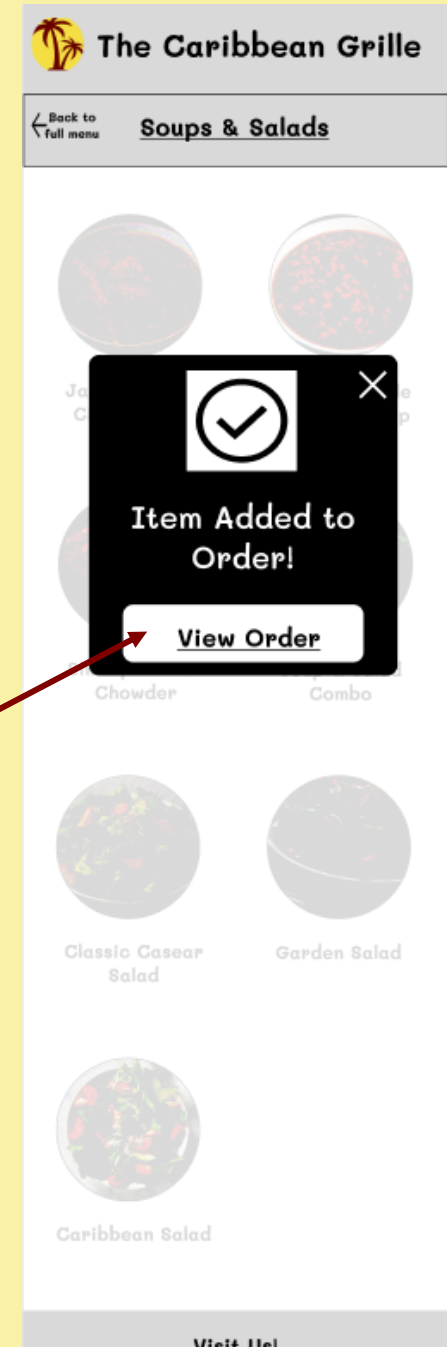 The Caribbean Grille
Back to
full menu
Soups & Salads
Item Added to
Order!
View Order
Chowder
Combo
Classic Casear
Salad
Garden Salad
Caribbean Salad
Visit Us!